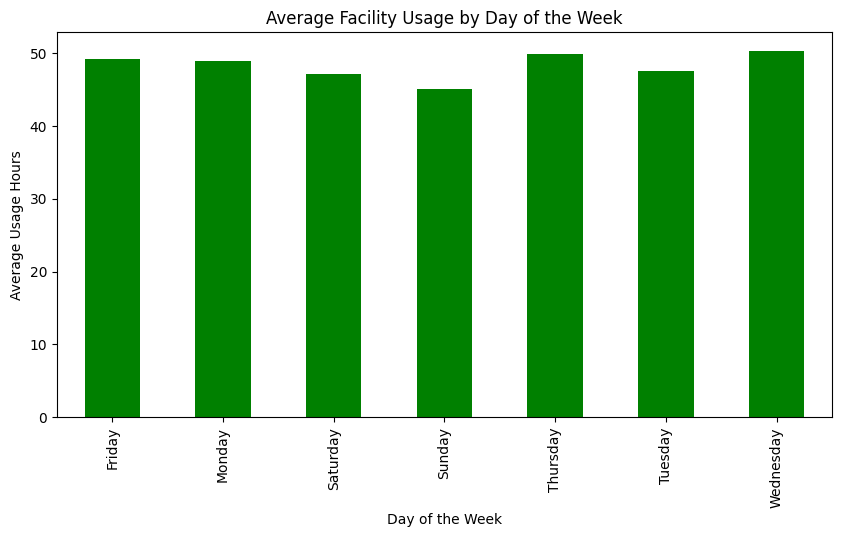 Average Facility Usage by Day of the Week
Average Usage Hours
50
40
30
20
10
0
Friday
Monday
Saturday
Sunday
Thursday
Tuesday
Wednesday
Day of the Week